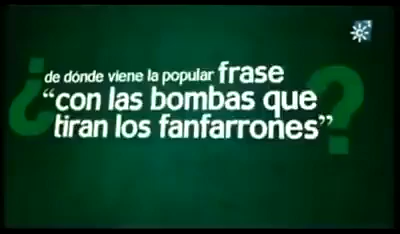 ¿
de dónde viene la popular frase
“con las bombas que
tiran los fanfarrones”
?